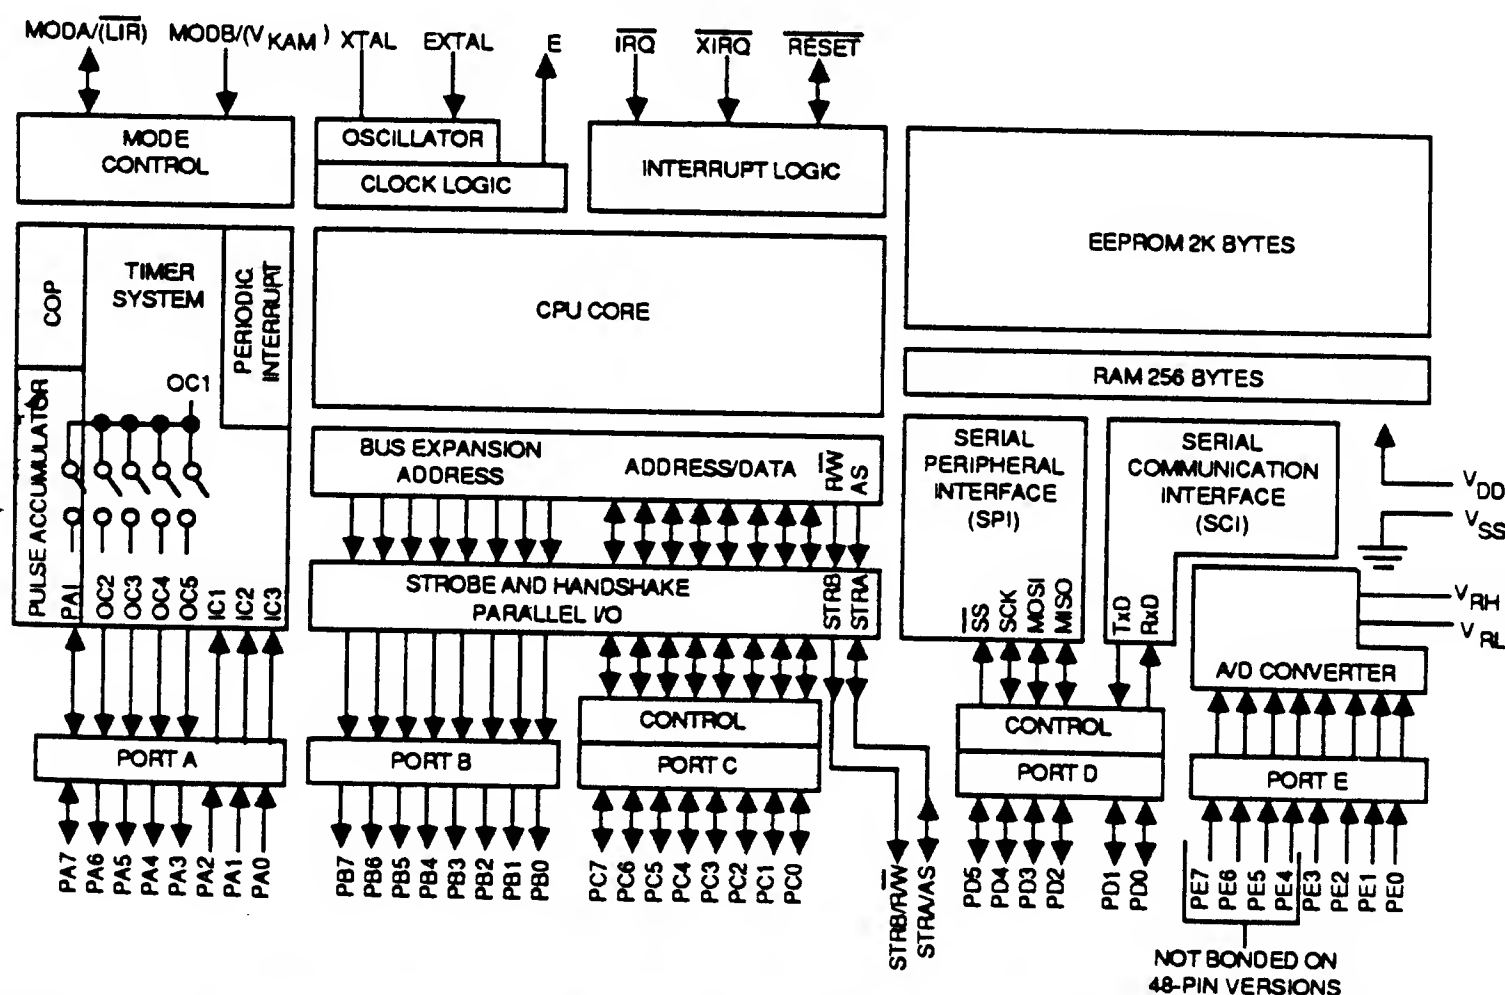 MODA/(LIR)
MODB/(VKAM)
XTAL
EXTAL
E
IRQ
XIRQ
RESET
MODE
CONTROL
OSCILLATOR
CLOCK LOGIC
INTERRUPT LOGIC
EEPROM 2K BYTES
COP
TIMER
SYSTEM
PERIODIC
INTERRUPT
CPU CORE
RAM 256 BYTES
PULSE ACCUMULATOR
OC1
PAI
OC2
OC3
OC4
OC5
IC1
IC2
IC3
BUS EXPANSION
ADDRESS
ADDRESS/DATA
R/W
AS
STROBE AND HANDSHAKE
PARALLEL I/O
STRB
STRA
SERIAL
PERIPHERAL
INTERFACE
(SPI)
SS
SCK
MOSI
MISO
SERIAL
COMMUNICATION
INTERFACE
(SCI)
TxD
RxD
VDD
VSS
VRH
VRL
A/D CONVERTER
PORT A
PORT B
CONTROL
PORT C
CONTROL
PORT D
PORT E
PA7
PA6
PA5
PA4
PA3
PA2
PA1
PA0
PB7
PB6
PB5
PB4
PB3
PB2
PB1
PB0
PC7
PC6
PC5
PC4
PC3
PC2
PC1
PC0
STRB/R/W
STRA/AS
PD5
PD4
PD3
PD2
PD1
PD0
PE7
PE6
PE5
PE4
PE3
PE2
PE1
PE0
NOT BONDED ON
48-PIN VERSIONS